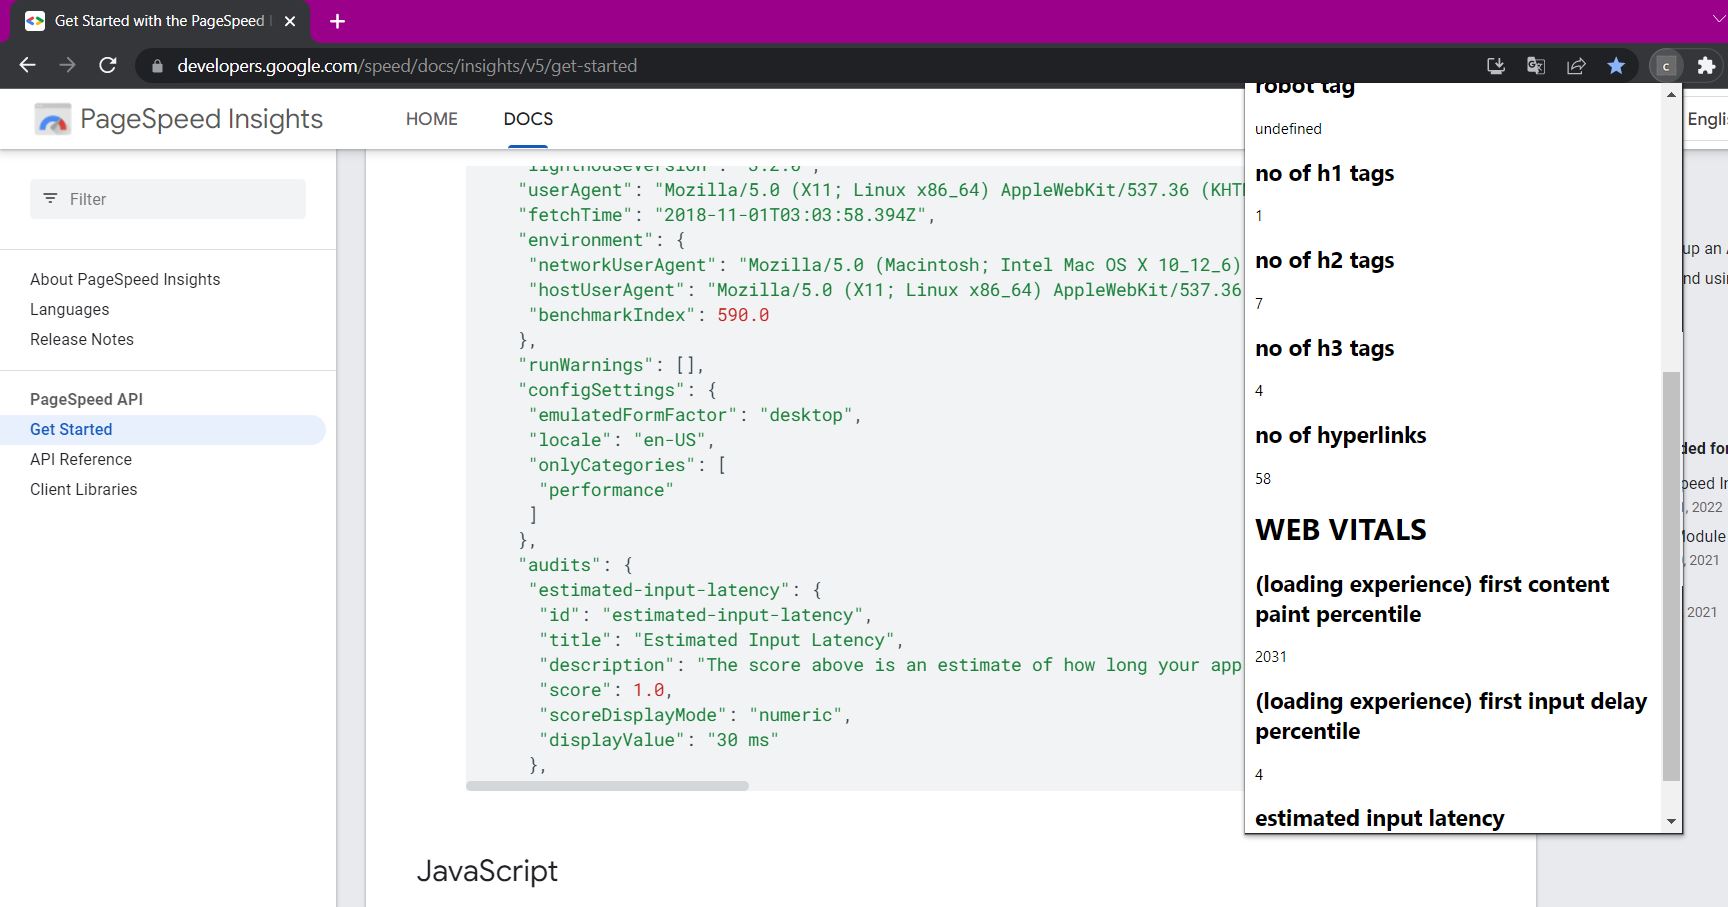 Get Started with the PageSpeed
developers.google.com/speed/docs/insights/v5/get-started
c
PageSpeed Insights
HOME
DOCS
Filter
About PageSpeed Insights
Languages
Release Notes
PageSpeed API
Get Started
API Reference
Client Libraries
"lighthouseVersion": "3.2.0",
"userAgent": "Mozilla/5.0 (X11; Linux x86_64) AppleWebKit/537.36 (KHT
"fetchTime": "2018-11-01T03:03:58.394Z",
"environment": {
"networkUserAgent": "Mozilla/5.0 (Macintosh; Intel Mac OS X 10_12_6)
"hostUserAgent": "Mozilla/5.0 (X11; Linux x86_64) AppleWebKit/537.36
"benchmarkIndex": 590.0
},
"runWarnings": [],
"configSettings": {
"emulatedFormFactor": "desktop",
"locale": "en-US",
"onlyCategories": [
"performance"
]
},
"audits": {
"estimated-input-latency": {
"id": "estimated-input-latency",
"title": "Estimated Input Latency",
"description": "The score above is an estimate of how long your app
"score": 1.0,
"scoreDisplayMode": "numeric",
"displayValue": "30 ms"
},
JavaScript
robot tag
undefined
no of h1 tags
1
no of h2 tags
7
no of h3 tags
4
no of hyperlinks
58
WEB VITALS
(loading experience) first content
paint percentile
2031
(loading experience) first input delay
percentile
4
estimated input latency
Engli
up an
nd usi
ded for
peed I
, 2022
Module
, 2021
2021